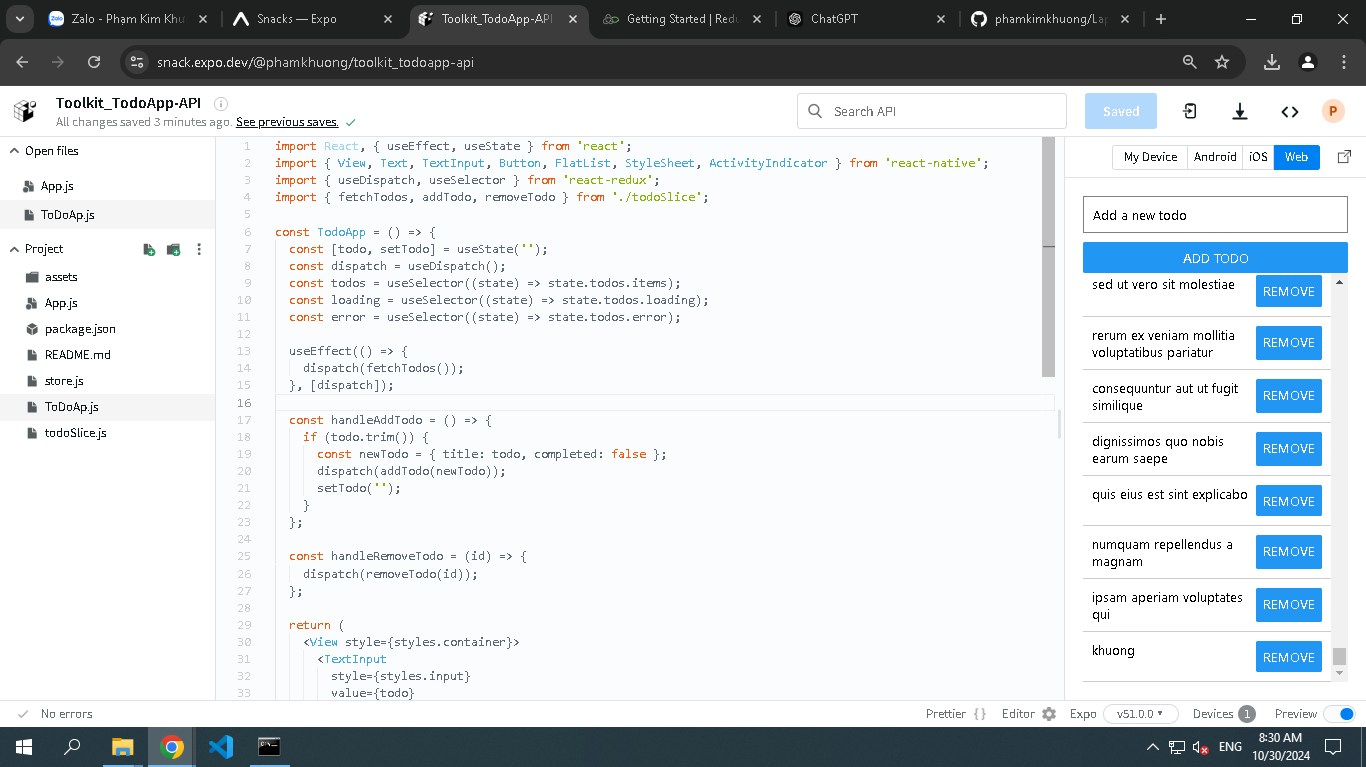 Zalo - Phạm Kim Khư
Snacks — Expo
Toolkit_TodoApp-API
Getting Started | Redu
ChatGPT
phamkimkhuong/Lap
snack.expo.dev/@phamkhuong/toolkit_todoapp-api
Toolkit_TodoApp-API
All changes saved 3 minutes ago. See previous saves.
Search API
Saved
P
Open files
App.js
ToDoAp.js
Project
assets
App.js
package.json
README.md
store.js
ToDoAp.js
todoSlice.js
1 import React, { useEffect, useState } from 'react';
2 import { View, Text, TextInput, Button, FlatList, StyleSheet, ActivityIndicator } from 'react-native';
3 import { useDispatch, useSelector } from 'react-redux';
4 import { fetchTodos, addTodo, removeTodo } from './todoSlice';
5
6 const TodoApp = () => {
7 const [todo, setTodo] = useState('');
8 const dispatch = useDispatch();
9 const todos = useSelector((state) => state.todos.items);
10 const loading = useSelector((state) => state.todos.loading);
11 const error = useSelector((state) => state.todos.error);
12
13 useEffect(() => {
14 dispatch(fetchTodos());
15 }, [dispatch]);
16
17 const handleAddTodo = () => {
18 if (todo.trim()) {
19 const newTodo = { title: todo, completed: false };
20 dispatch(addTodo(newTodo));
21 setTodo('');
22 }
23 };
24
25 const handleRemoveTodo = (id) => {
26 dispatch(removeTodo(id));
27 };
28
29 return (
30 <View style={styles.container}>
31 <TextInput
32 style={styles.input}
33 value={todo}
My Device Android iOS Web
Add a new todo
ADD TODO
sed ut vero sit molestiae
REMOVE
rerum ex veniam mollitia
voluptatibus pariatur
REMOVE
consequuntur aut ut fugit
similique
REMOVE
dignissimos quo nobis
earum saepe
REMOVE
quis eius est sint explicabo
REMOVE
numquam repellendus a
magnam
REMOVE
ipsam aperiam voluptates
qui
REMOVE
khuong
REMOVE
No errors
Prettier {} Editor Expo v51.0.0 Devices 1 Preview
ENG
8:30 AM
10/30/2024